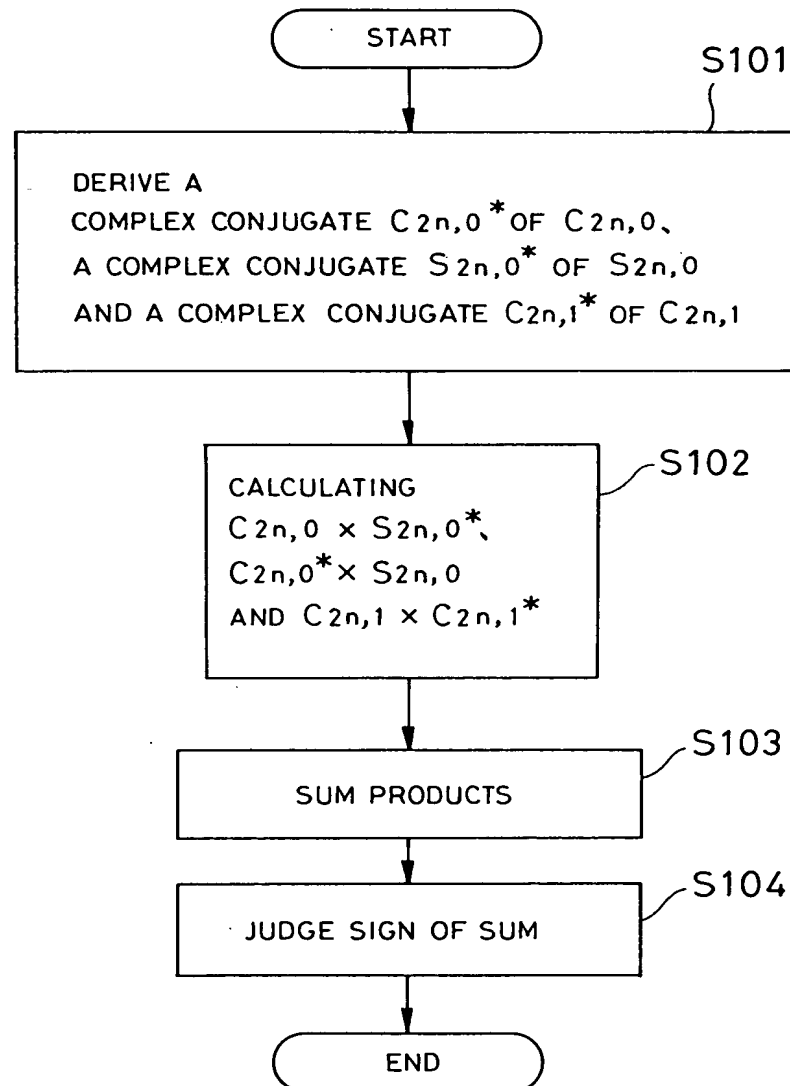 START
S101
DERIVE A
COMPLEX CONJUGATE C2n,0* OF C2n,0、
A COMPLEX CONJUGATE S2n,0* OF S2n,0
AND A COMPLEX CONJUGATE C2n,1* OF C2n,1
S102
CALCULATING
C2n,0 × S2n,0*、
C2n,0* × S2n,0
AND C2n,1 × C2n,1*
S103
SUM PRODUCTS
S104
JUDGE SIGN OF SUM
END